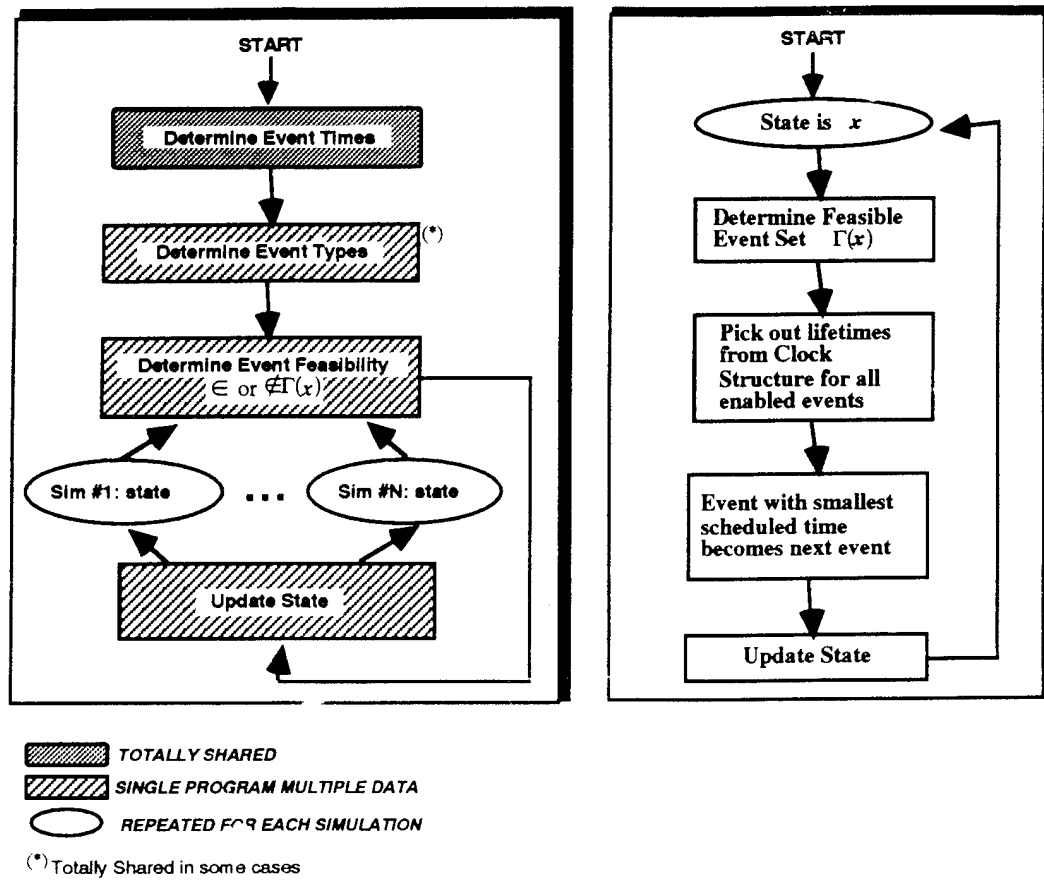 START
Determine Event Times
Determine Event Types
(*)
Determine Event Feasibility
∈ or ∉Γ(x)
Sim #1: state
...
Sim #N: state
Update State
START
State is x
Determine Feasible
Event Set Γ(x)
Pick out lifetimes
from Clock
Structure for all
enabled events
Event with smallest
scheduled time
becomes next event
Update State
TOTALLY SHARED
SINGLE PROGRAM MULTIPLE DATA
REPEATED FOR EACH SIMULATION
(*) Totally Shared in some cases